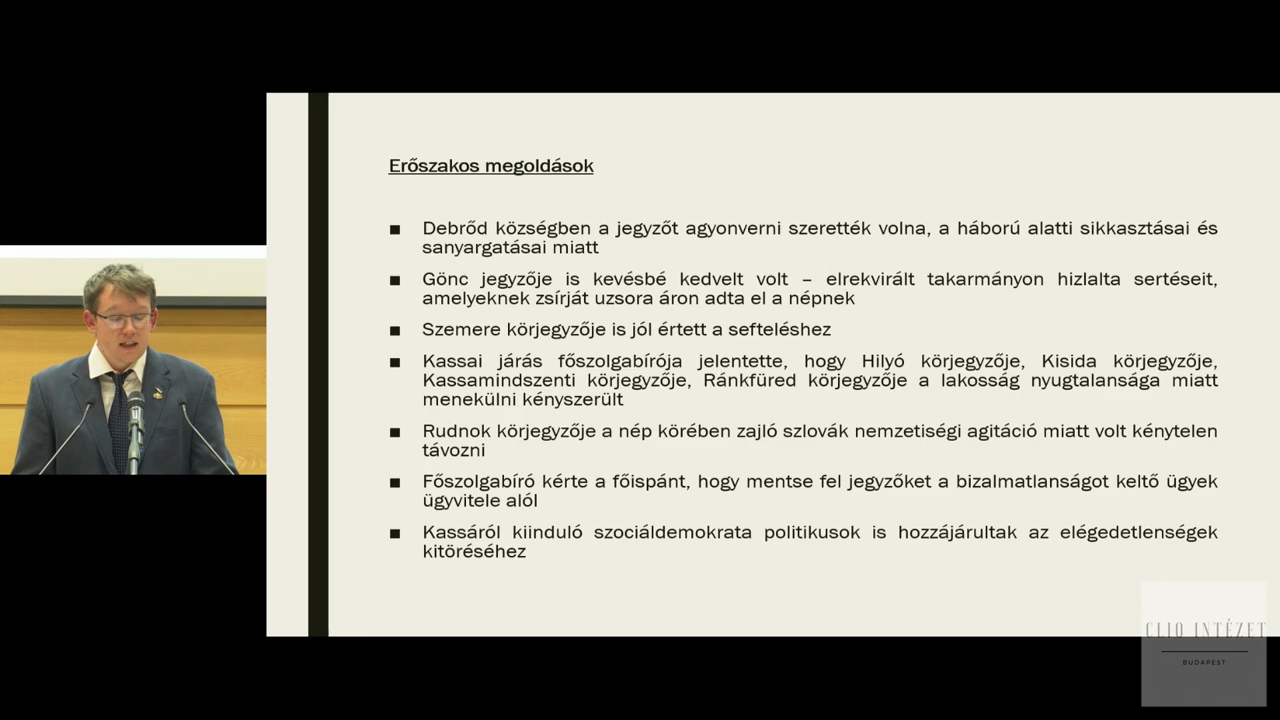 Erőszakos megoldások
■ Debrőd községben a jegyzőt agyonverni szerették volna, a háború alatti sikkasztásai és
sanyargatásai miatt
■ Gönc jegyzője is kevésbé kedvelt volt – elrekvirált takarmányon hizlalta sertéseit,
amelyeknek zsírját uzsora áron adta el a népnek
■ Szemere körjegyzője is jól értett a sefteléshez
■ Kassai járás főszolgabírója jelentette, hogy Hilyó körjegyzője, Kisida körjegyzője,
Kassamindszenti körjegyzője, Ránkfüred körjegyzője a lakosság nyugtalansága miatt
menekülni kényszerült
■ Rudnok körjegyzője a nép körében zajló szlovák nemzetiségi agitáció miatt volt kénytelen
távozni
■ Főszolgabíró kérte a főispánt, hogy mentse fel jegyzőket a bizalmatlanságot keltő ügyek
ügyvitele alól
■ Kassáról kiinduló szociáldemokrata politikusok is hozzájárultak az elégedetlenségek
kitöréséhez
CLIO INTÉZET
BUDAPEST